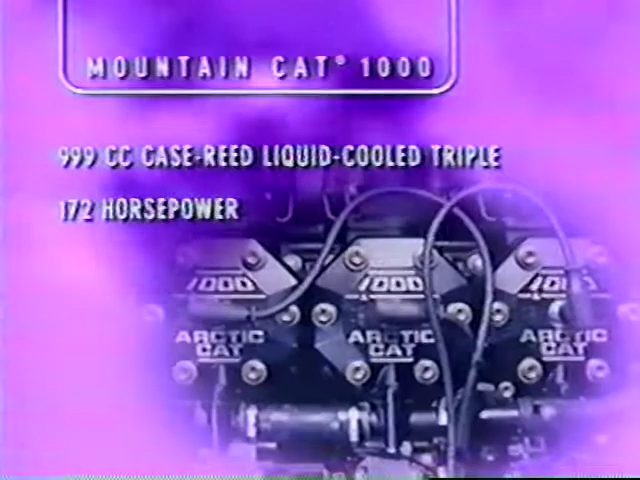 MOUNTAIN CAT® 1000
999 CC CASE-REED LIQUID-COOLED TRIPLE
172 HORSEPOWER
1000 1000 1000
ARCTIC CAT ARCTIC CAT ARCTIC CAT